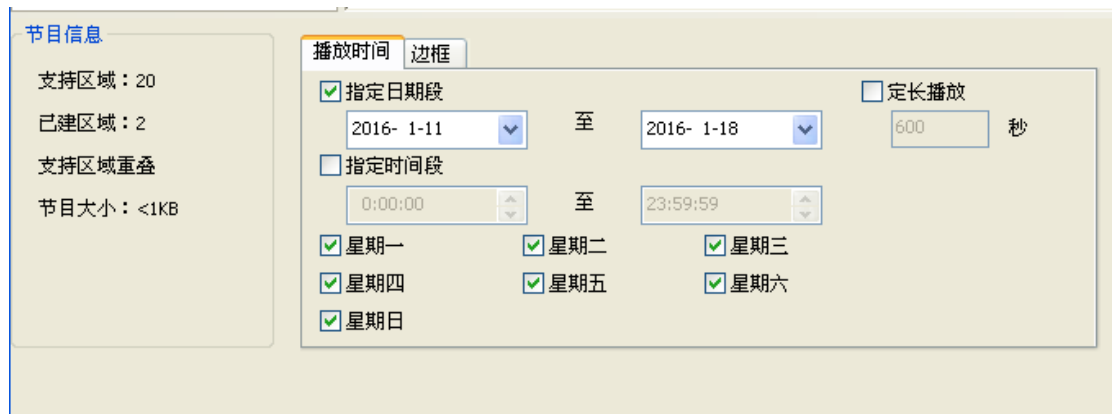 节目信息
支持区域：20
已建区域：2
支持区域重叠
节目大小：<1KB
播放时间 边框
指定日期段 定长播放
2016- 1-11 至 2016- 1-18 600 秒
指定时间段
0:00:00 至 23:59:59
星期一 星期二 星期三
星期四 星期五 星期六
星期日